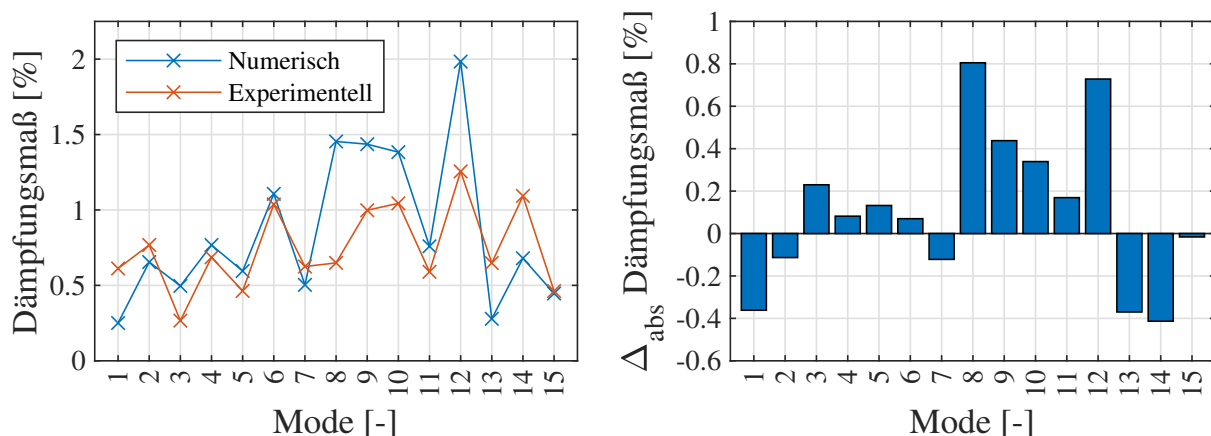 Dämpfungsmaß [%]
2
1.5
1
0.5
0
Numerisch
Experimentell
1 2 3 4 5 6 7 8 9 10 11 12 13 14 15
Mode [-]
Δabs Dämpfungsmaß [%]
1
0.8
0.6
0.4
0.2
0
-0.2
-0.4
-0.6
1 2 3 4 5 6 7 8 9 10 11 12 13 14 15
Mode [-]